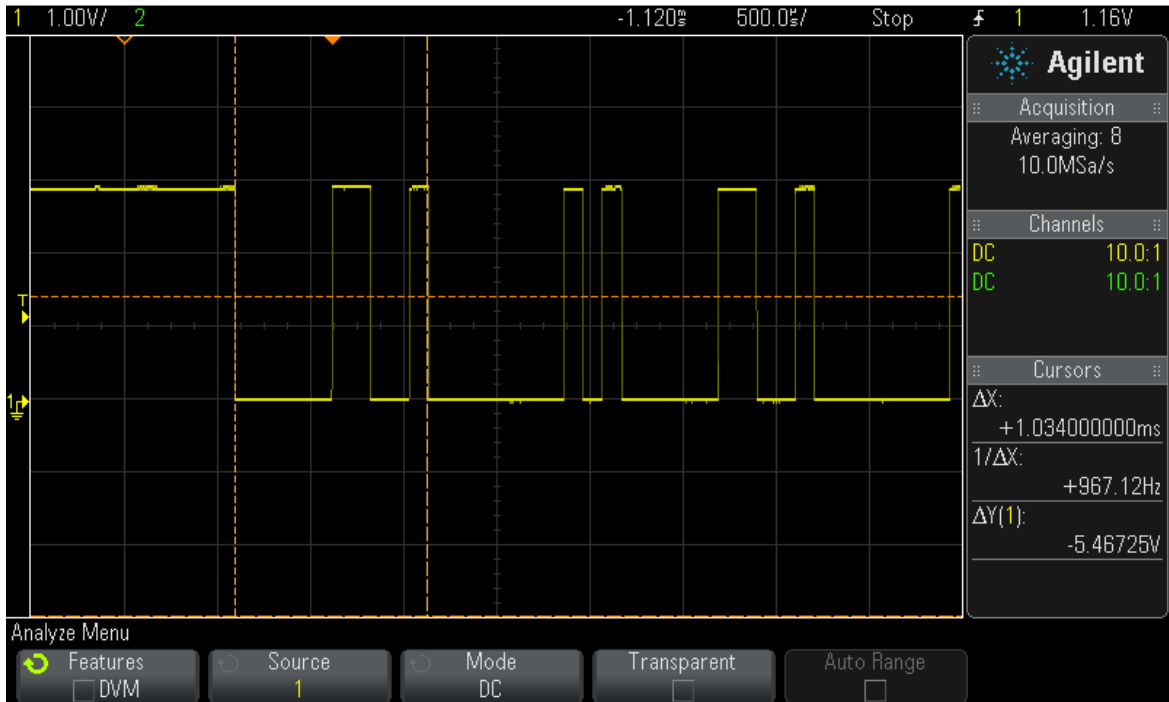 1 1.00V/ 2 -1.120ms 500.0us/ Stop 1 1.16V
Agilent
Acquisition
Averaging: 8
10.0MSa/s
Channels
DC 10.0:1
DC 10.0:1
Cursors
ΔX:
+1.034000000ms
1/ΔX:
+967.12Hz
ΔY(1):
-5.46725V
T
1
Analyze Menu
Features Source Mode Transparent Auto Range
DVM 1 DC